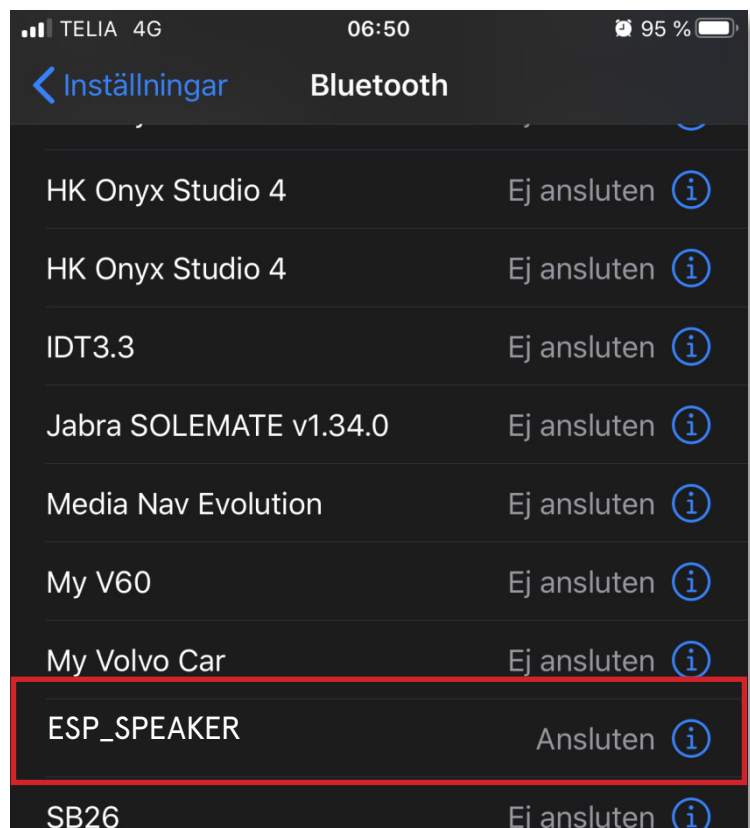 TELIA 4G 06:50 95 %
Inställningar Bluetooth
HK Onyx Studio 4 Ej ansluten
HK Onyx Studio 4 Ej ansluten
IDT3.3 Ej ansluten
Jabra SOLEMATE v1.34.0 Ej ansluten
Media Nav Evolution Ej ansluten
My V60 Ej ansluten
My Volvo Car Ej ansluten
ESP_SPEAKER Ansluten
SB26 Ej ansluten